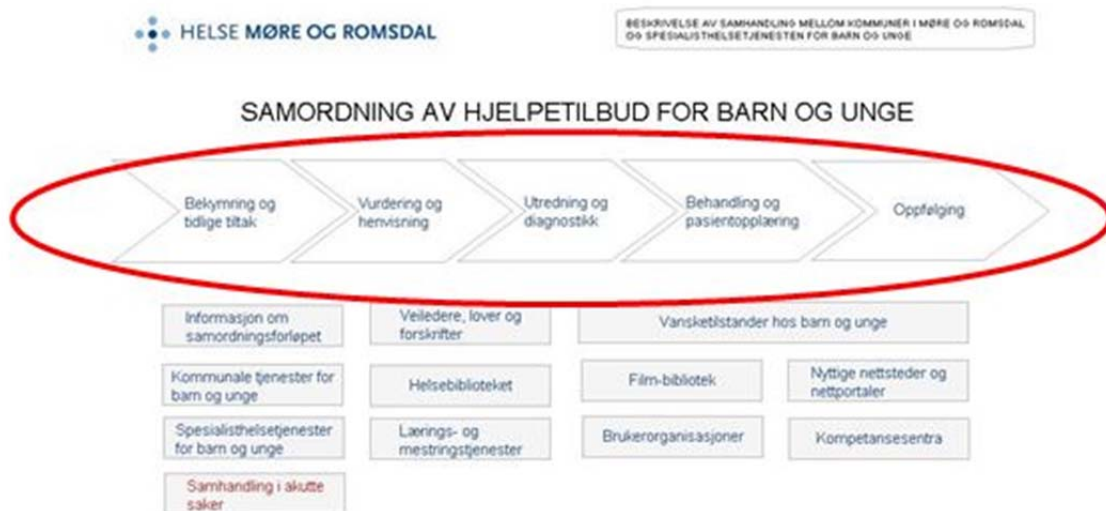 HELSE MØRE OG ROMSDAL
BESKRIVELSE AV SAMHANDLING MELLOM KOMMUNER I MØRE OG ROMSDAL
OG SPESIALISTHELSETJENESTEN FOR BARN OG UNGE
SAMORDNING AV HJELPETILBUD FOR BARN OG UNGE
Bekymring og
tidlige tiltak
Vurdering og
henvisning
Utredning og
diagnostikk
Behandling og
pasientopplæring
Oppfølging
Informasjon om
samordningsforløpet
Veiledere, lover og
forskrifter
Vansketilstander hos barn og unge
Kommunale tjenester for
barn og unge
Helsebiblioteket
Film-bibliotek
Nyttige nettsteder og
nettportaler
Spesialisthelsetjenester
for barn og unge
Lærings- og
mestringstjenester
Brukerorganisasjoner
Kompetansesentra
Samhandling i akutte
saker